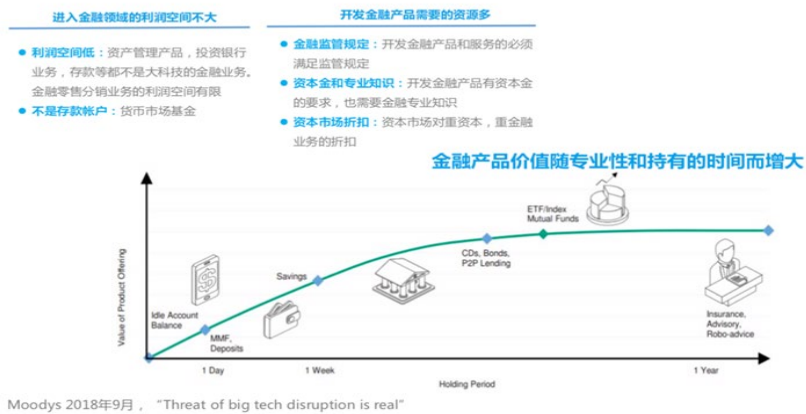 进入金融领域的利润空间不大
利润空间低：资产管理产品，投资银行
业务，存款等都不是大科技的金融业务。
金融零售分销业务的利润空间有限
不是存款帐户：货币市场基金
开发金融产品需要的资源多
金融监管规定：开发金融产品和服务的必须
满足监管规定
资本金和专业知识：开发金融产品有资本金
的要求，也需要金融专业知识
资本市场折扣：资本市场对重资本，重金融
业务的折扣
金融产品价值随专业性和持有的时间而增大
Value of Product Offering
Idle Account
Balance
MMF,
Deposits
Savings
CDs, Bonds,
P2P Lending
ETF/Index
Mutual Funds
Insurance,
Advisory,
Robo-advice
1 Day
1 Week
1 Year
Holding Period
Moodys 2018年9月，“Threat of big tech disruption is real”